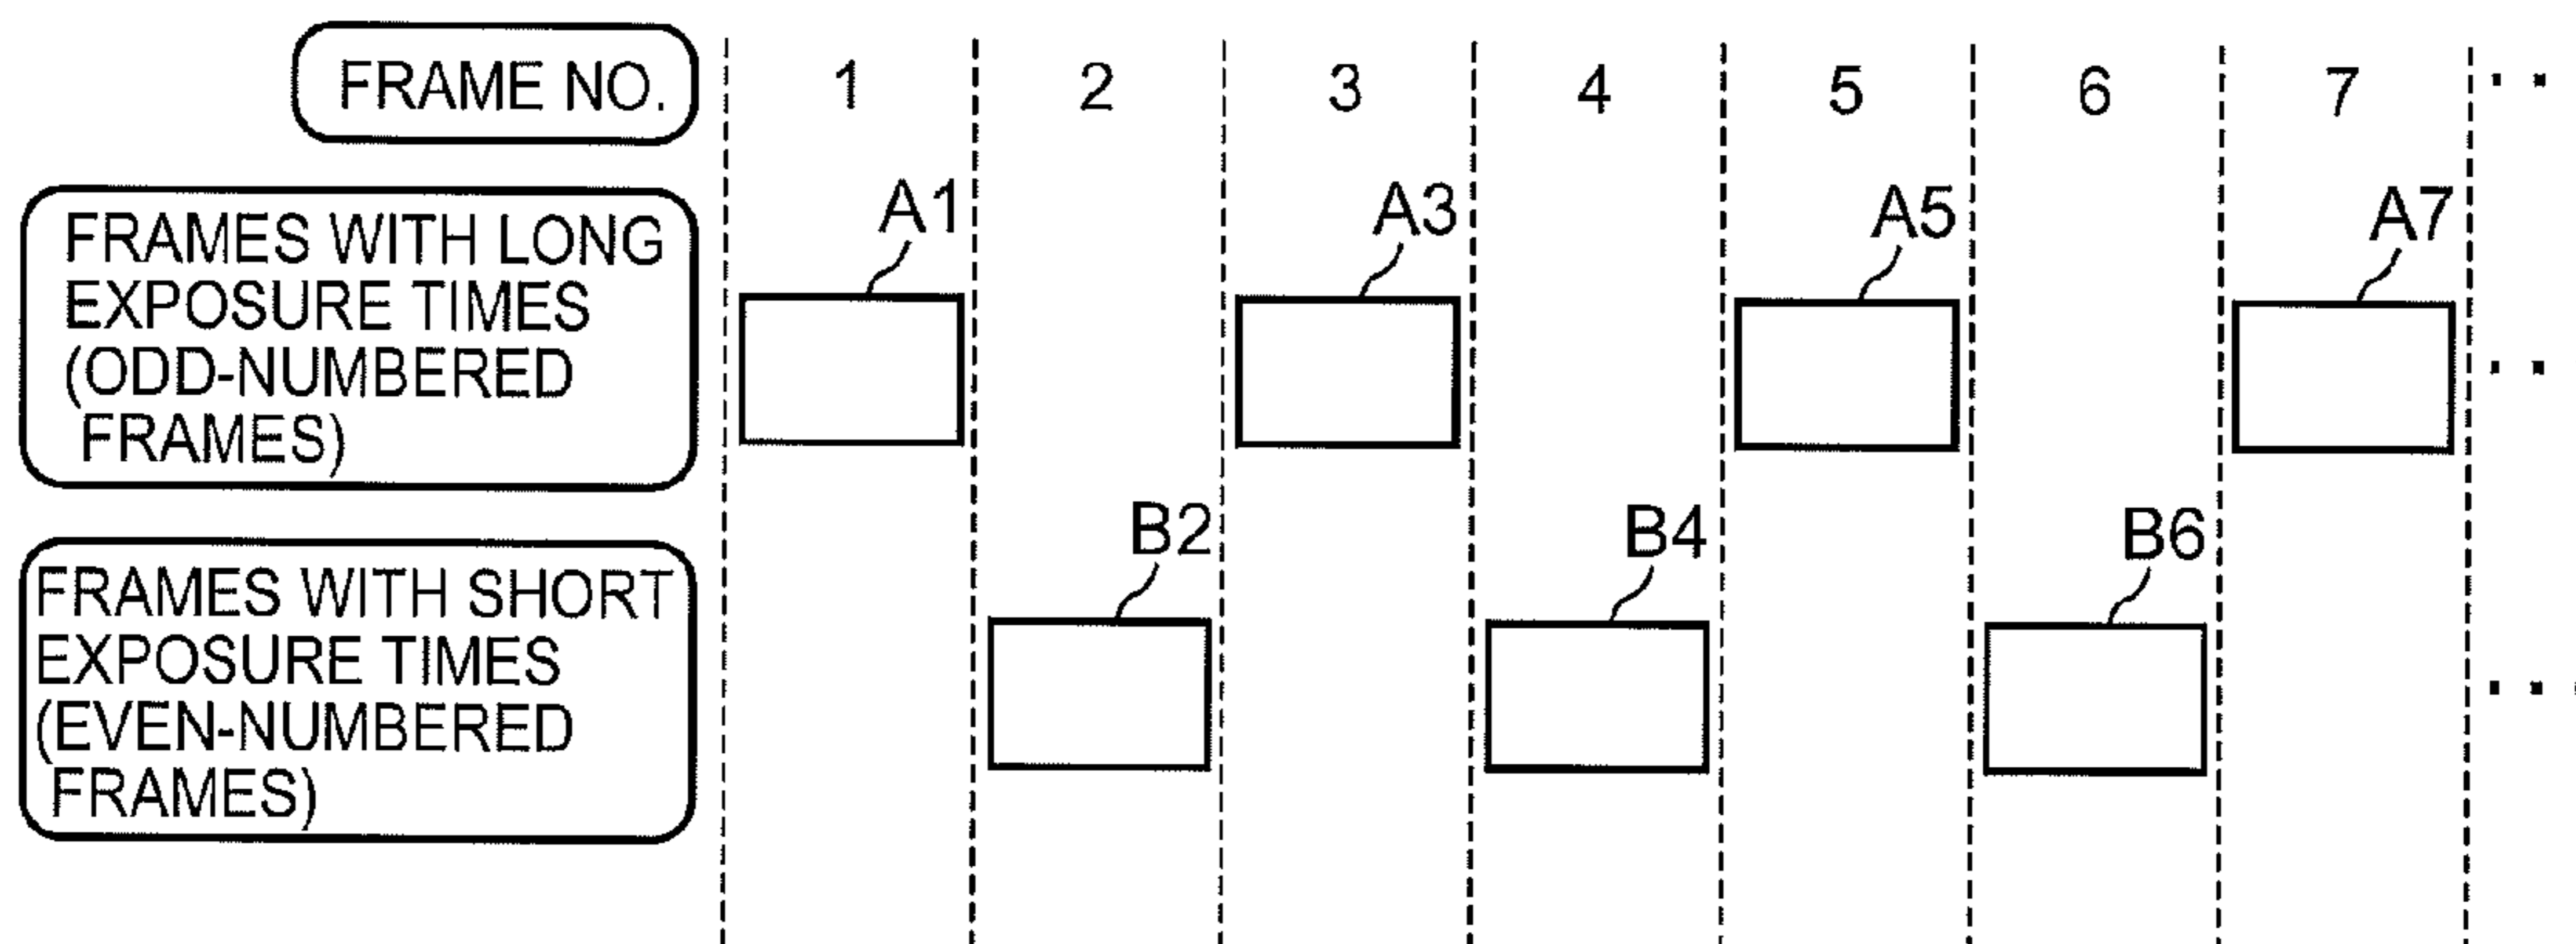 FRAME NO. 1 2 3 4 5 6 7 ..
FRAMES WITH LONG
EXPOSURE TIMES
(ODD-NUMBERED
FRAMES)
A1 A3 A5 A7
..
FRAMES WITH SHORT
EXPOSURE TIMES
(EVEN-NUMBERED
FRAMES)
B2 B4 B6
...